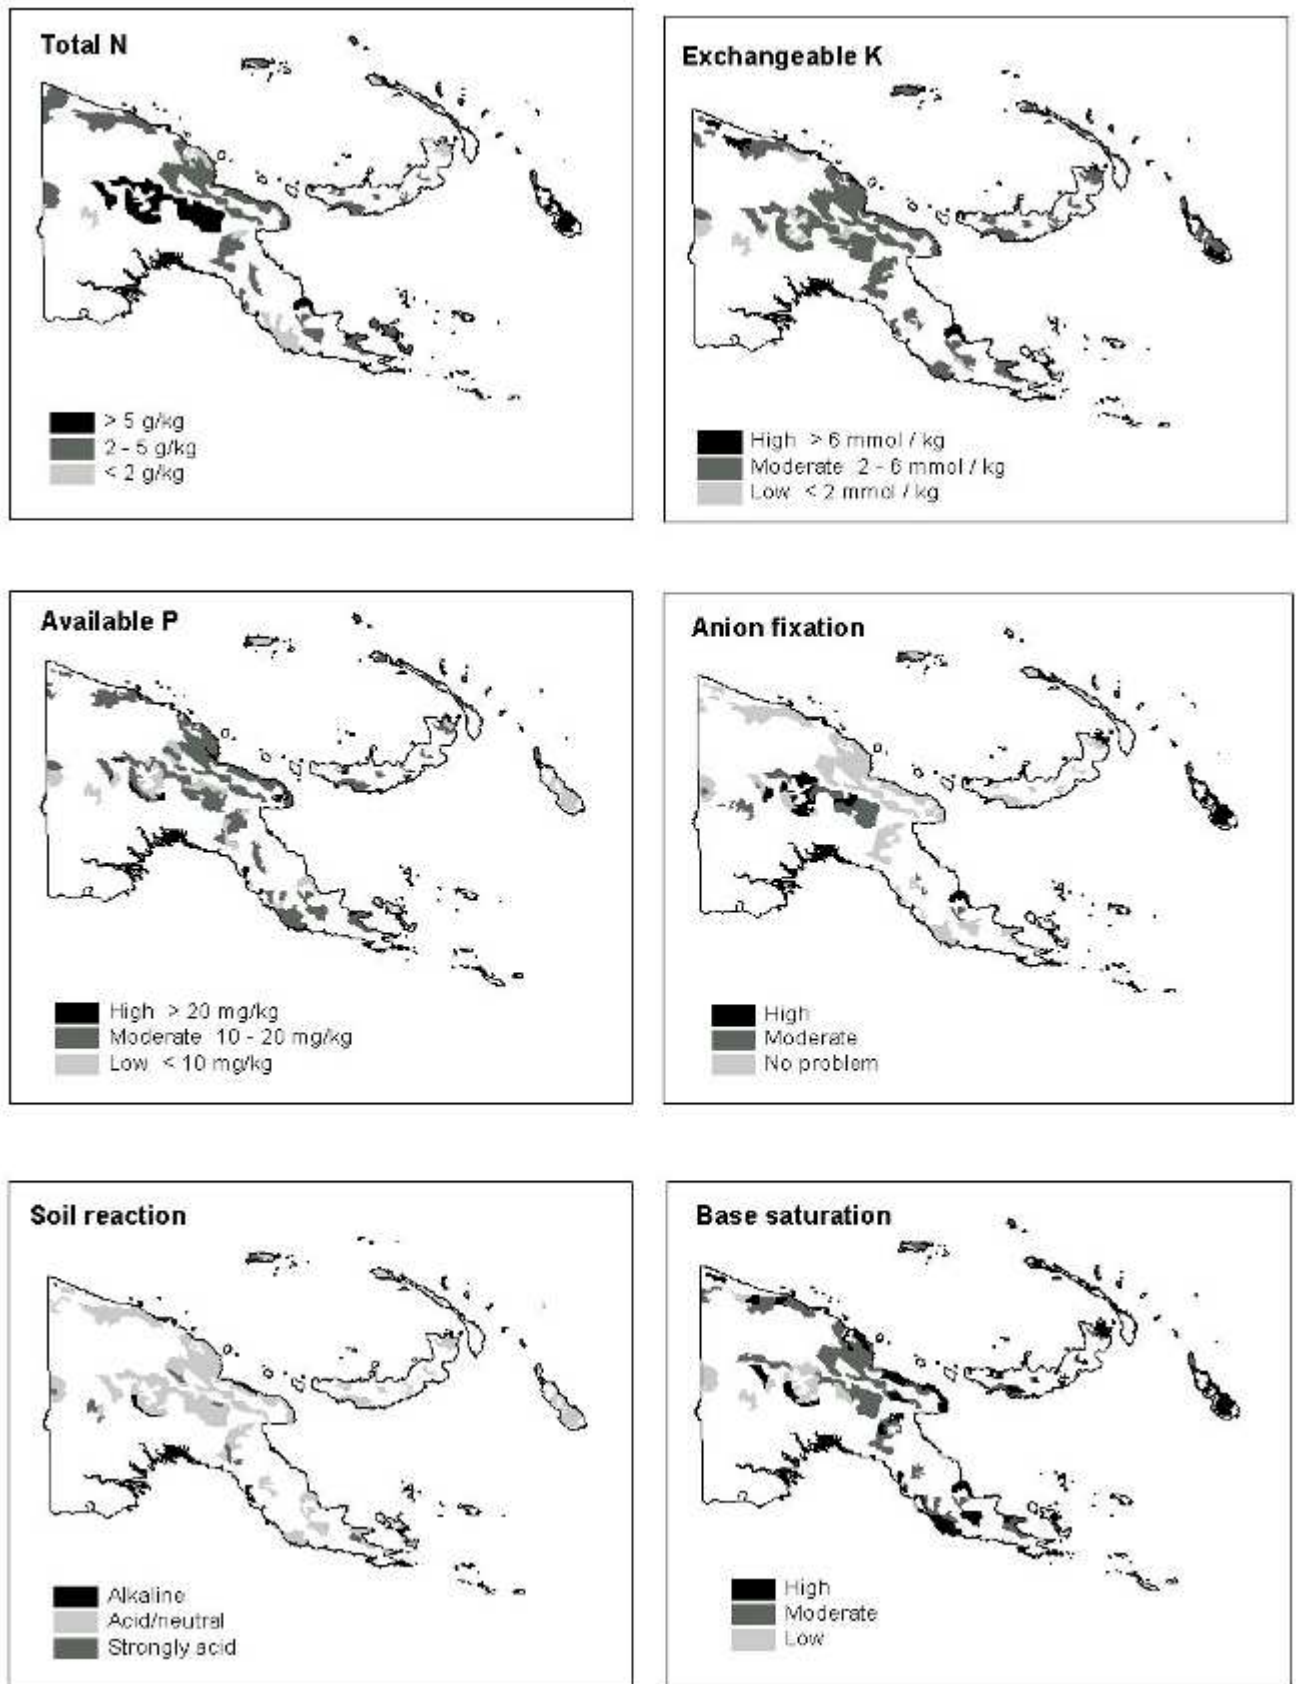 Total N
> 5 g/kg
2 - 5 g/kg
< 2 g/kg
Exchangeable K
High > 6 mmol / kg
Moderate 2 - 6 mmol / kg
Low < 2 mmol / kg
Available P
High > 20 mg/kg
Moderate 10 - 20 mg/kg
Low < 10 mg/kg
Anion fixation
High
Moderate
No problem
Soil reaction
Alkaline
Acid/neutral
Strongly acid
Base saturation
High
Moderate
Low